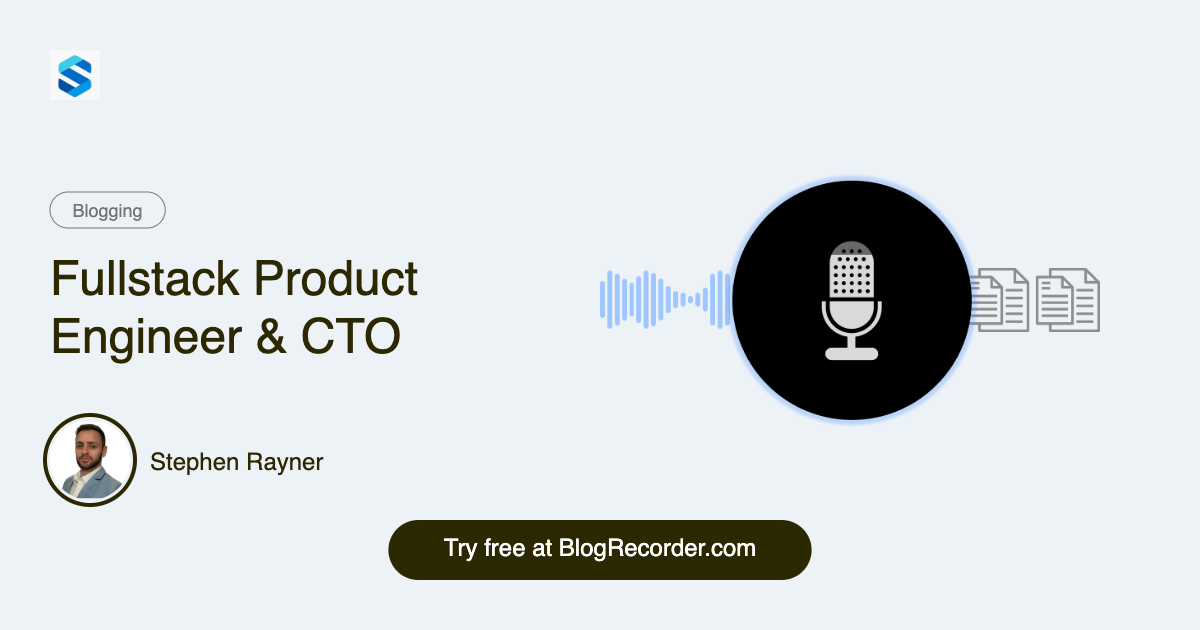 Blogging
Fullstack Product
Engineer & CTO
Stephen Rayner
Try free at BlogRecorder.com